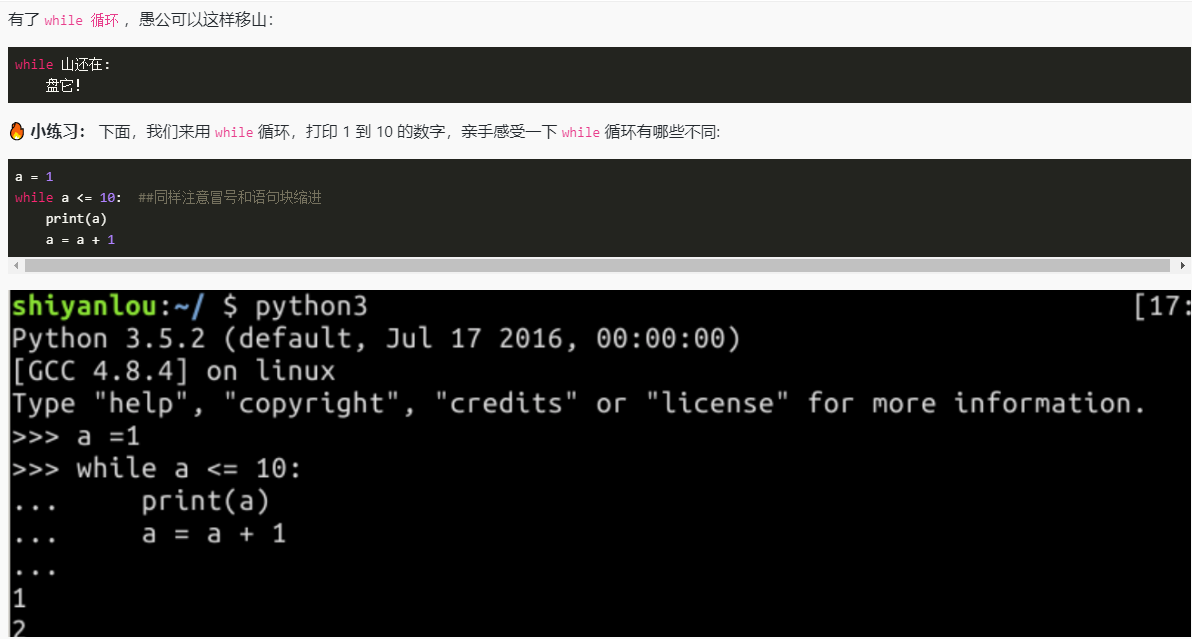 有了 while 循环 ，愚公可以这样移山：
while 山还在:
    盘它!
🔥 小练习： 下面，我们来用 while 循环，打印 1 到 10 的数字，亲手感受一下 while 循环有哪些不同:
a = 1
while a <= 10:  ##同样注意冒号和语句块缩进
    print(a)
    a = a + 1
shiyanlou:~/ $ python3 [17:
Python 3.5.2 (default, Jul 17 2016, 00:00:00)
[GCC 4.8.4] on linux
Type "help", "copyright", "credits" or "license" for more information.
>>> a =1
>>> while a <= 10:
...     print(a)
...     a = a + 1
...
1
2